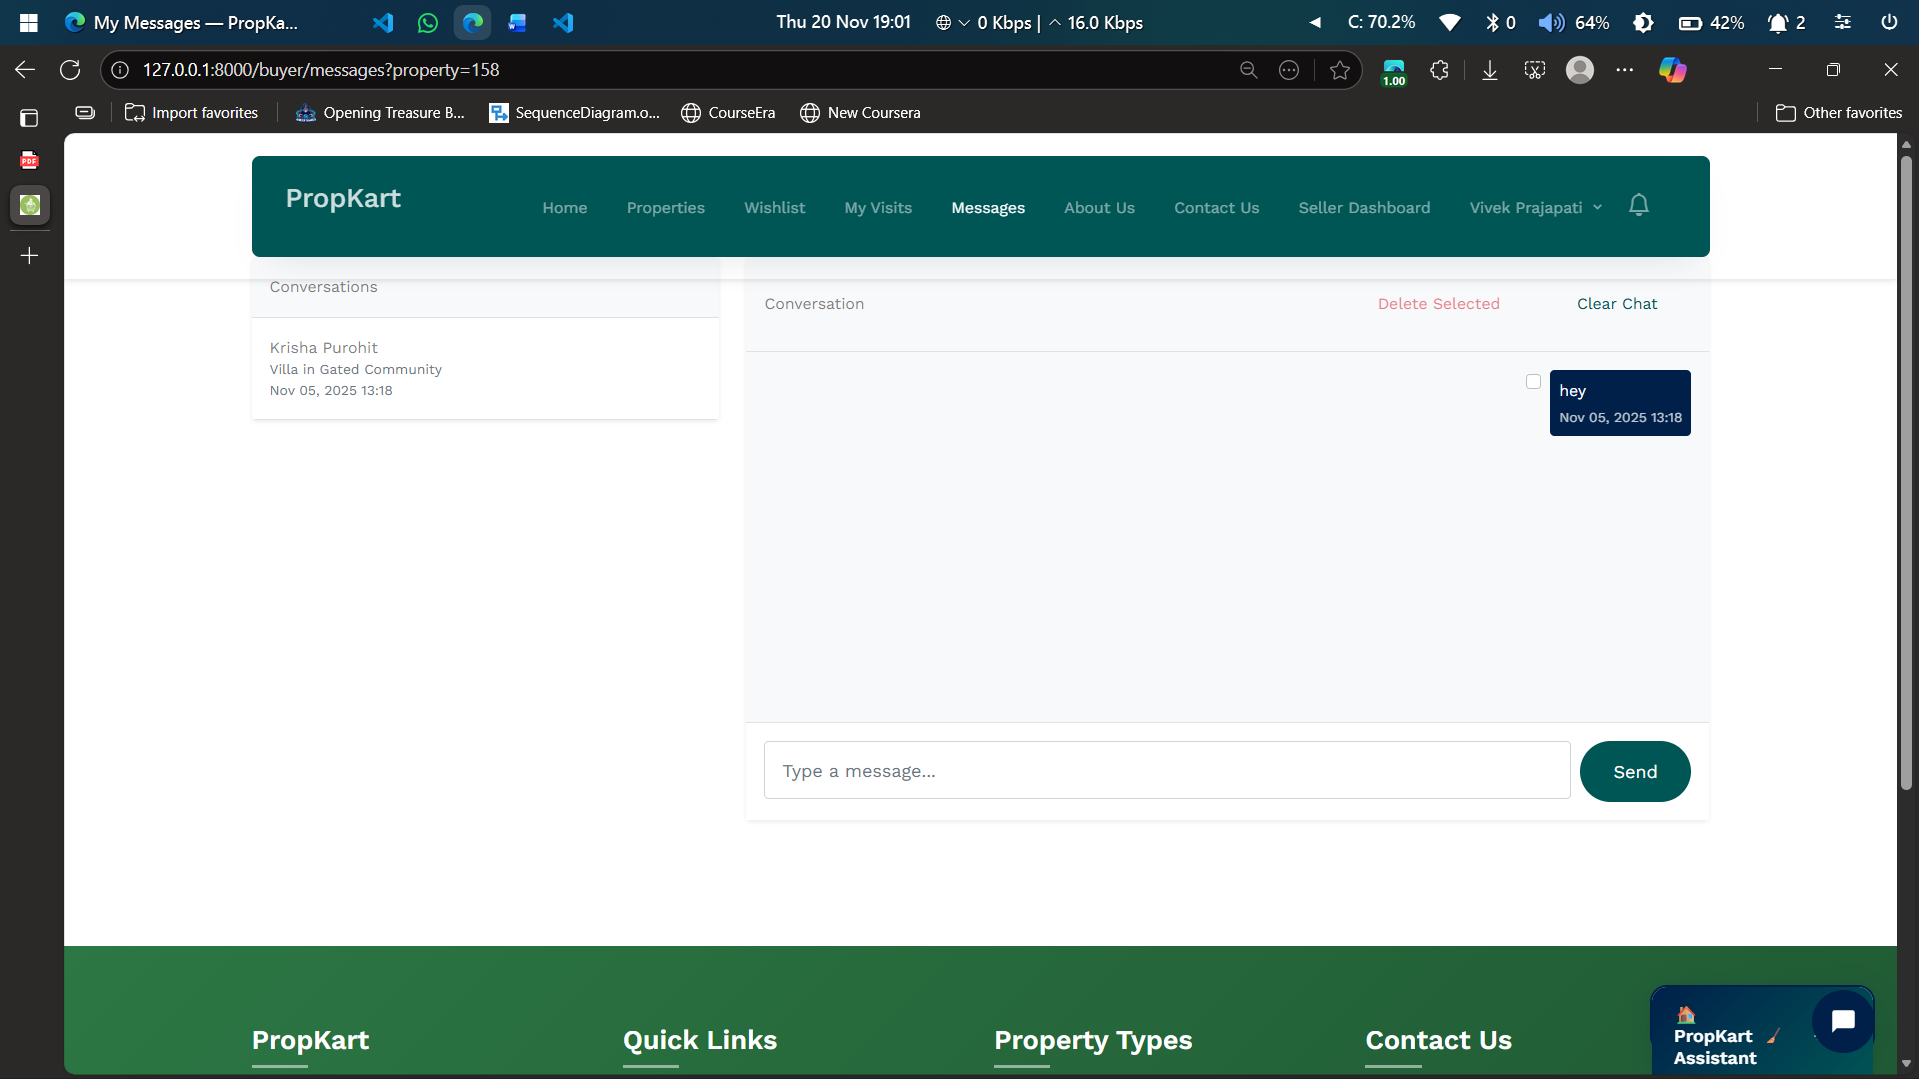 My Messages — PropKa...
Thu 20 Nov 19:01
0 Kbps | 16.0 Kbps
C: 70.2%
0
64%
42%
2
127.0.0.1:8000/buyer/messages?property=158
1.00
Import favorites
Opening Treasure B...
SequenceDiagram.o...
CourseEra
New Coursera
Other favorites
PDF
PropKart
Home
Properties
Wishlist
My Visits
Messages
About Us
Contact Us
Seller Dashboard
Vivek Prajapati
Conversations
Krisha Purohit
Villa in Gated Community
Nov 05, 2025 13:18
Conversation
Delete Selected
Clear Chat
hey
Nov 05, 2025 13:18
Type a message...
Send
PropKart
Quick Links
Property Types
Contact Us
PropKart
Assistant